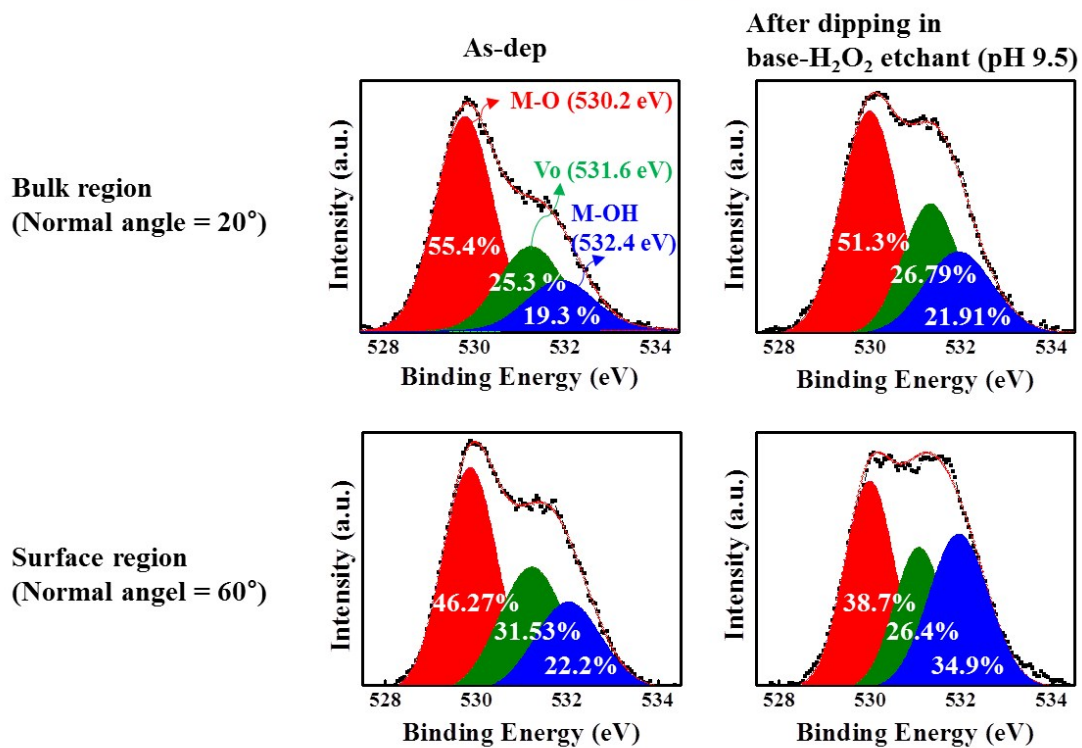 As-dep
After dipping in
base-H₂O₂ etchant (pH 9.5)
Bulk region
(Normal angle = 20°)
Intensity (a.u.)
M-O (530.2 eV)
Vo (531.6 eV)
M-OH
(532.4 eV)
55.4%
25.3 %
19.3 %
528 530 532 534
Binding Energy (eV)
Intensity (a.u.)
51.3%
26.79%
21.91%
528 530 532 534
Binding Energy (eV)
Surface region
(Normal angel = 60°)
Intensity (a.u.)
46.27%
31.53%
22.2%
528 530 532 534
Binding Energy (eV)
Intensity (a.u.)
38.7%
26.4%
34.9%
528 530 532 534
Binding Energy (eV)